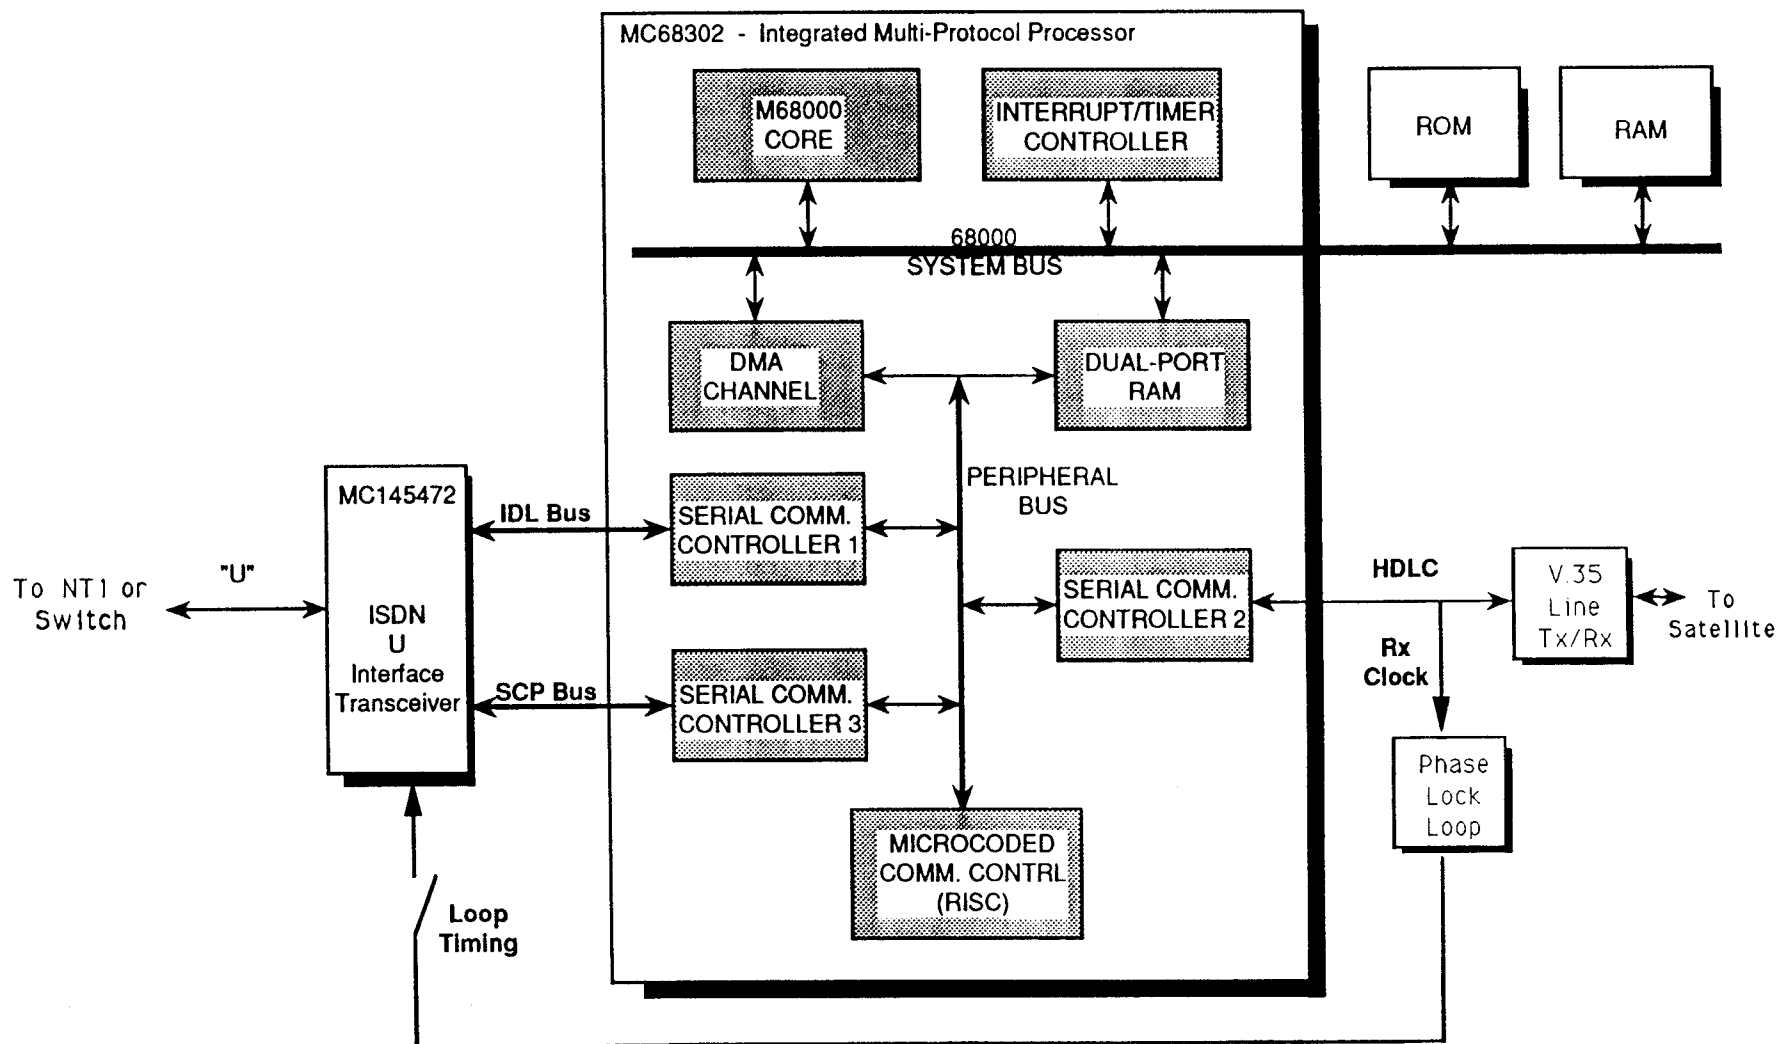 MC68302 - Integrated Multi-Protocol Processor
M68000
CORE
INTERRUPT/TIMER
CONTROLLER
ROM
RAM
68000
SYSTEM BUS
DMA
CHANNEL
DUAL-PORT
RAM
PERIPHERAL
BUS
MC145472
ISDN
U
Interface
Transceiver
IDL Bus
SERIAL COMM.
CONTROLLER 1
To NT1 or
Switch
"U"
SERIAL COMM.
CONTROLLER 2
HDLC
V.35
Line
Tx/Rx
To
Satellite
Rx
Clock
SCP Bus
SERIAL COMM.
CONTROLLER 3
Phase
Lock
Loop
MICROCODED
COMM. CONTRL
(RISC)
Loop
Timing